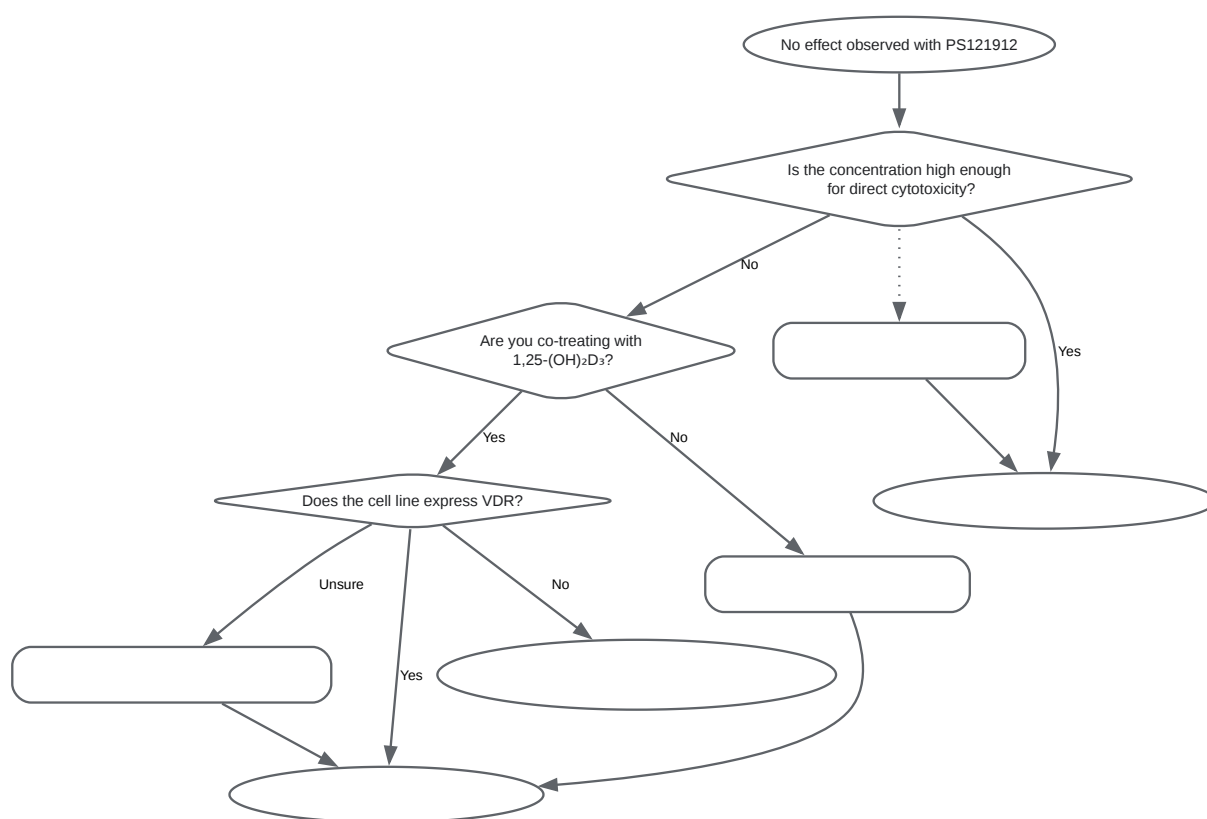 No effect observed with PS121912
Is the concentration high enough
for direct cytotoxicity?
No
Yes
Are you co-treating with
1,25-(OH)₂D₃?
Yes
No
Does the cell line express VDR?
Unsure
No
Yes